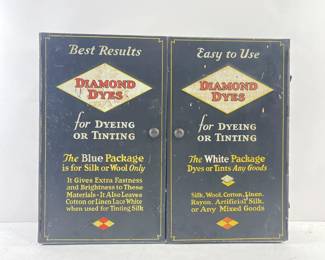 Best Results
DIAMOND
DYES
for DYEING
OR TINTING
The Blue Package
is for Silk or Wool Only
It Gives Extra Fastness
and Brightness to These
Materials - It Also Leaves
Cotton or Linen Lace White
when used for Tinting Silk
Easy to Use
DIAMOND
DYES
for DYEING
OR TINTING
The White Package
Dyes or Tints Any Goods
Silk, Wool, Cotton, Linen,
Rayon, Artificial Silk,
or Any Mixed Goods